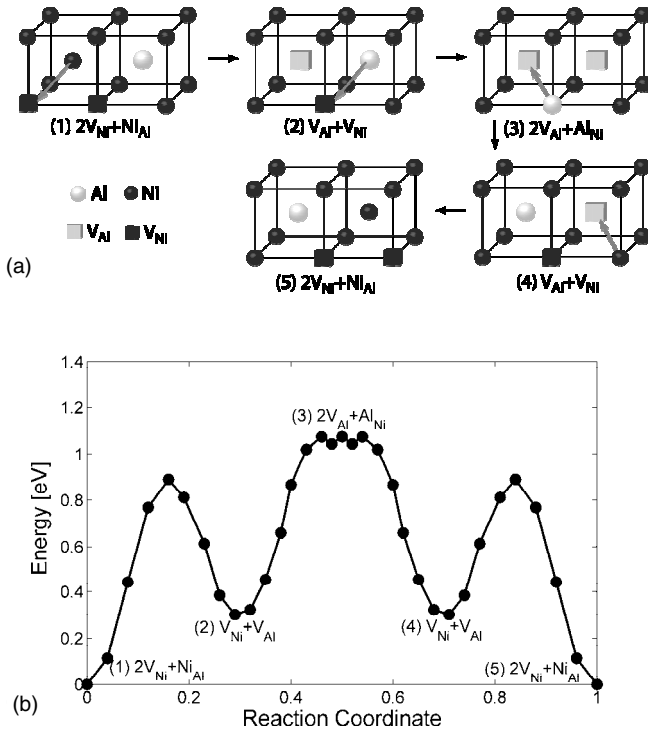 (1) 2V_Ni+Ni_Al
(2) V_Al+V_Ni
(3) 2V_Al+Al_Ni
Al Ni
V_Al V_Ni
(5) 2V_Ni+Ni_Al
(4) V_Al+V_Ni
(a)
1.4
1.2
1
0.8
0.6
0.4
0.2
0
Energy [eV]
(3) 2V_Al+Al_Ni
(2) V_Ni+V_Al
(4) V_Ni+V_Al
(1) 2V_Ni+Ni_Al
(5) 2V_Ni+Ni_Al
0 0.2 0.4 0.6 0.8 1
Reaction Coordinate
(b)